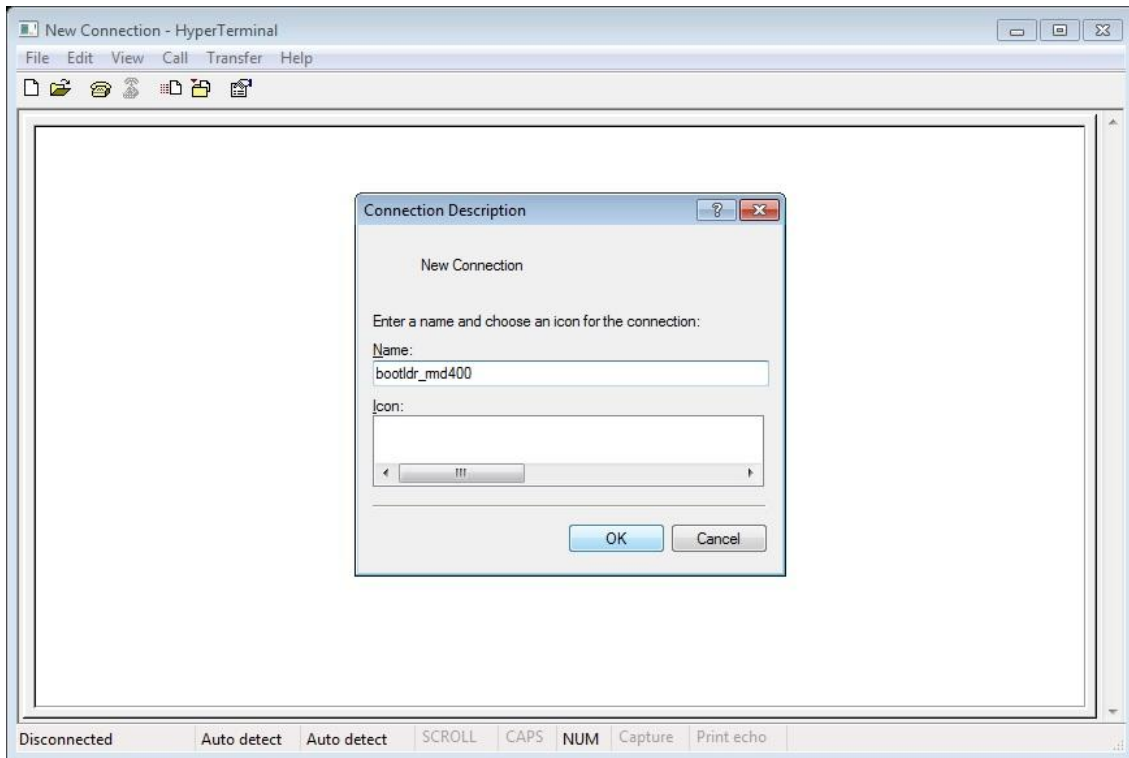 New Connection - HyperTerminal
File Edit View Call Transfer Help
Connection Description
New Connection
Enter a name and choose an icon for the connection:
Name:
bootldr_rmd400
Icon:
OK Cancel
Disconnected Auto detect Auto detect SCROLL CAPS NUM Capture Print echo